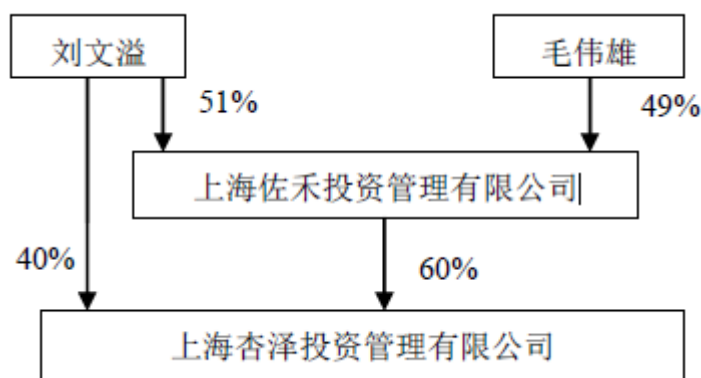 刘文溢
毛伟雄
51%
49%
上海佐禾投资管理有限公司
40%
60%
上海杏泽投资管理有限公司